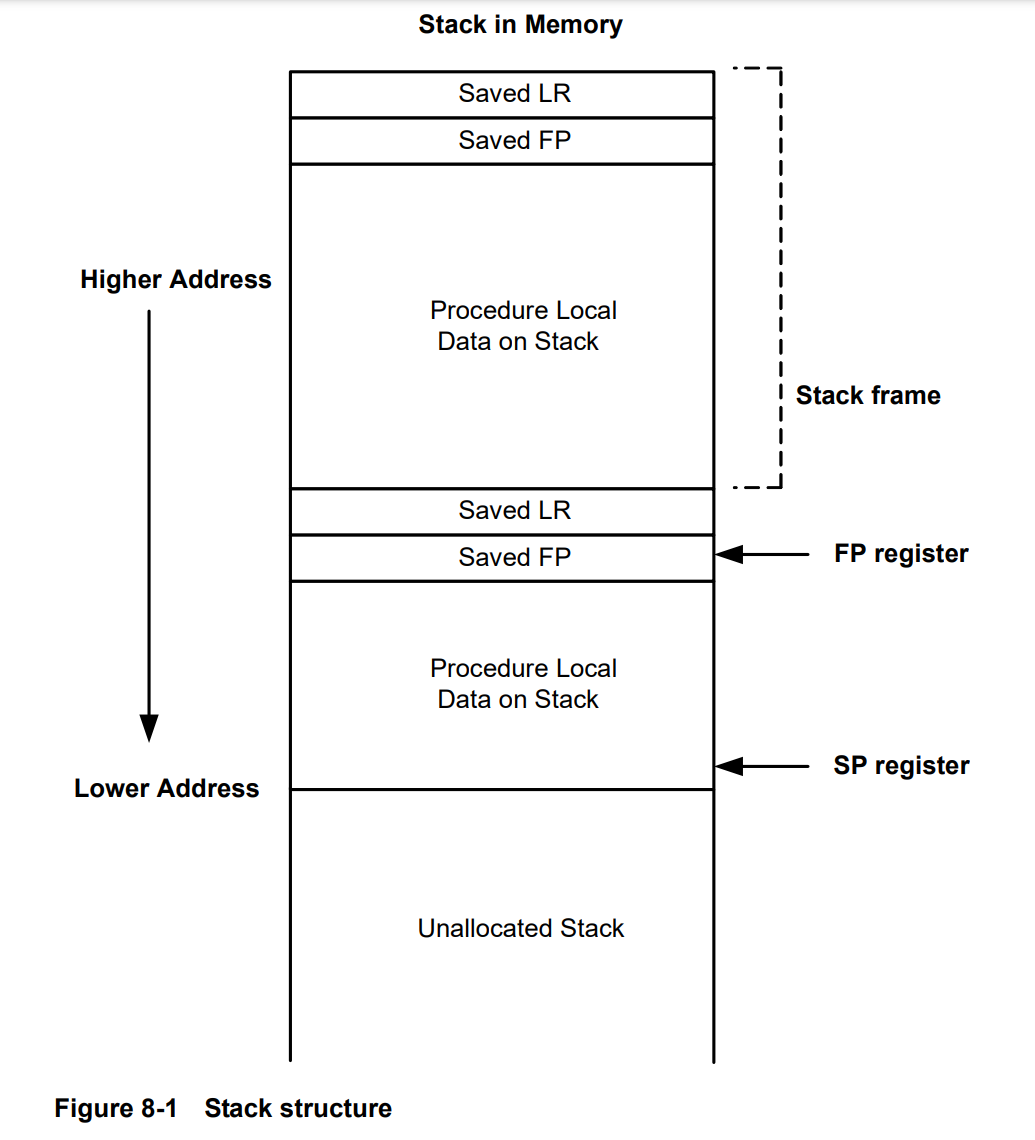 Stack in Memory
Saved LR
Saved FP
Higher Address
Procedure Local
Data on Stack
Stack frame
Saved LR
Saved FP
FP register
Procedure Local
Data on Stack
SP register
Lower Address
Unallocated Stack
Figure 8-1 Stack structure